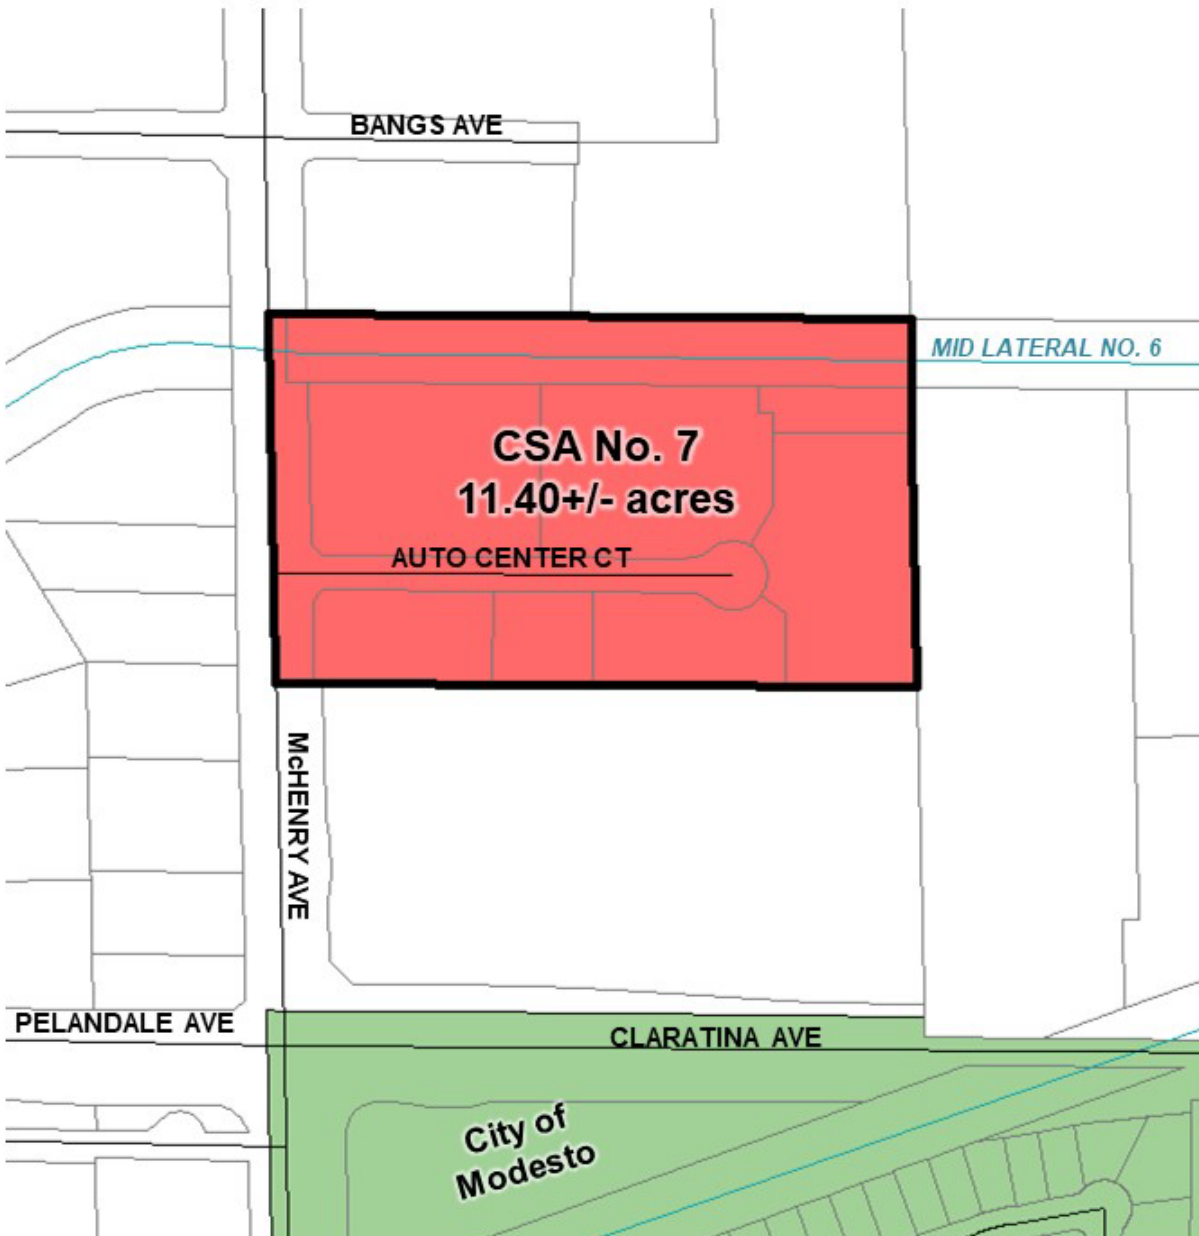 BANGS AVE
MID LATERAL NO. 6
CSA No. 7
11.40+/- acres
AUTO CENTER CT
McHENRY AVE
PELANDALE AVE
CLARATINA AVE
City of
Modesto